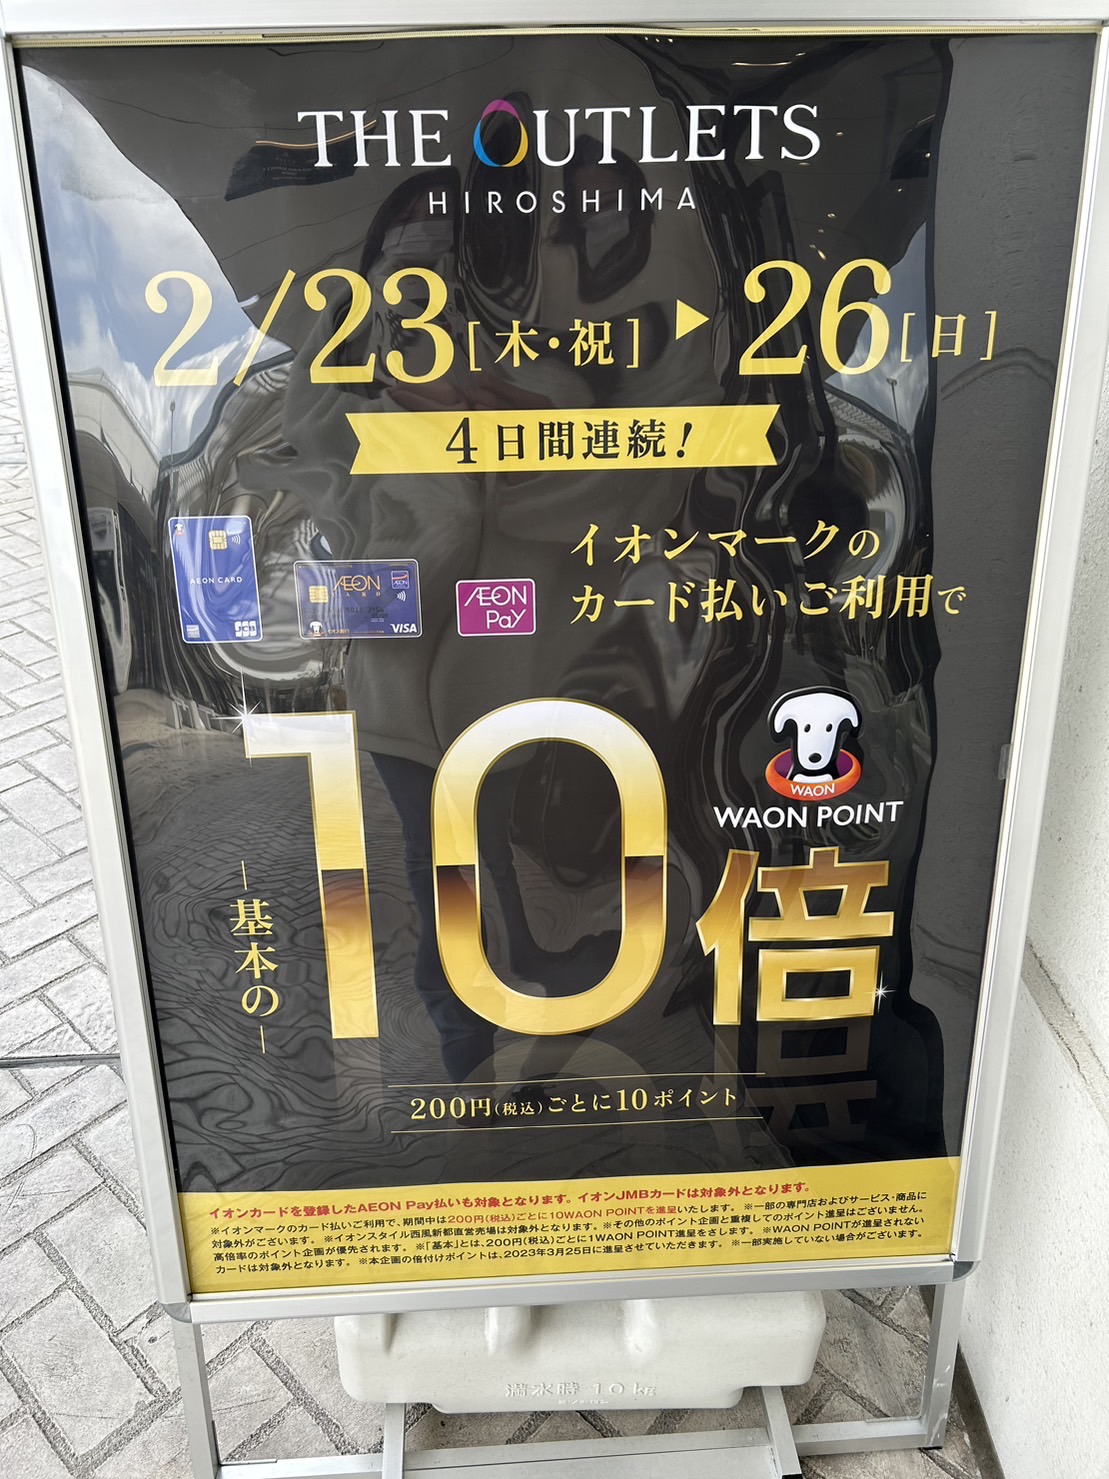 THE OUTLETS
HIROSHIMA
2/23[木・祝]▶26[日]
4日間連続!
イオンマークの
カード払いご利用で
AEON CARD
JCB
AEON
VISA
AEON
Pay
WAON
WAON POINT
基本の
10倍
200円(税込)ごとに10ポイント
イオンカードを登録したAEON Pay払いも対象となります。イオンJMBカードは対象外となります。
※イオンマークのカード払いご利用で、期間中は200円(税込)ごとに10WAON POINTを進呈いたします。 ※一部の専門店およびサービス・商品に
対象外がございます。※イオンスタイル西風新都直営売場は対象外となります。※その他のポイント企画と重複してのポイント進呈はございません。
高倍率のポイント企画が優先されます。 ※「基本」とは、200円(税込)ごとに1WAON POINT進呈をさします。 ※WAON POINTが進呈されない
カードは対象外となります。 ※本企画の倍付けポイントは、2023年3月25日に進呈させていただきます。 ※一部実施していない場合がございます。
満水時 10kg